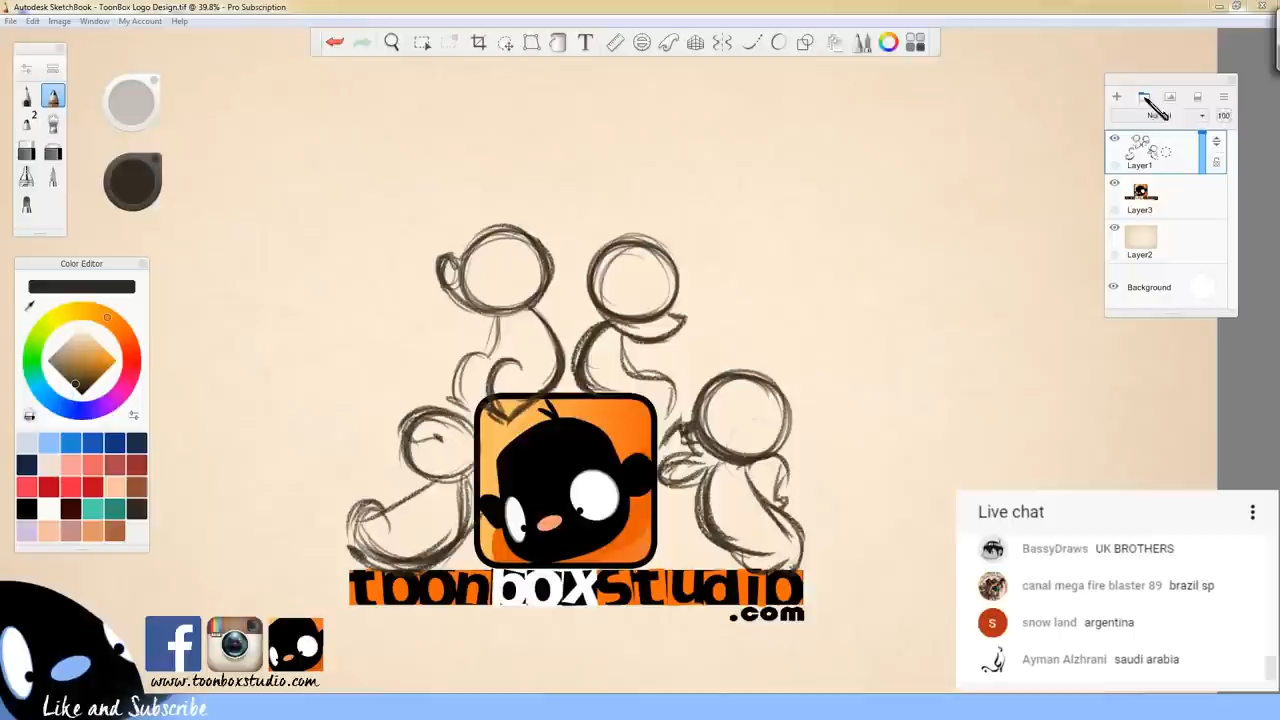 Autodesk SketchBook - ToonBox Logo Design.tif @ 39.8% - Pro Subscription
File Edit Image Window My Account Help
T
2
100
Layer1
Layer3
Layer2
Background
Color Editor
toonboxstudio
.com
Live chat
BassyDraws UK BROTHERS
canal mega fire blaster 89 brazil sp
S snow land argentina
Ayman Alzhrani saudi arabia
f
www.toonboxstudio.com
Like and Subscribe